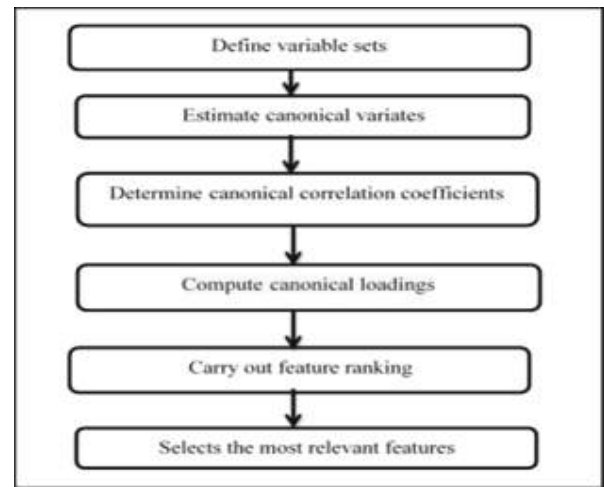 Define variable sets
Estimate canonical variates
Determine canonical correlation coefficients
Compute canonical loadings
Carry out feature ranking
Selects the most relevant features